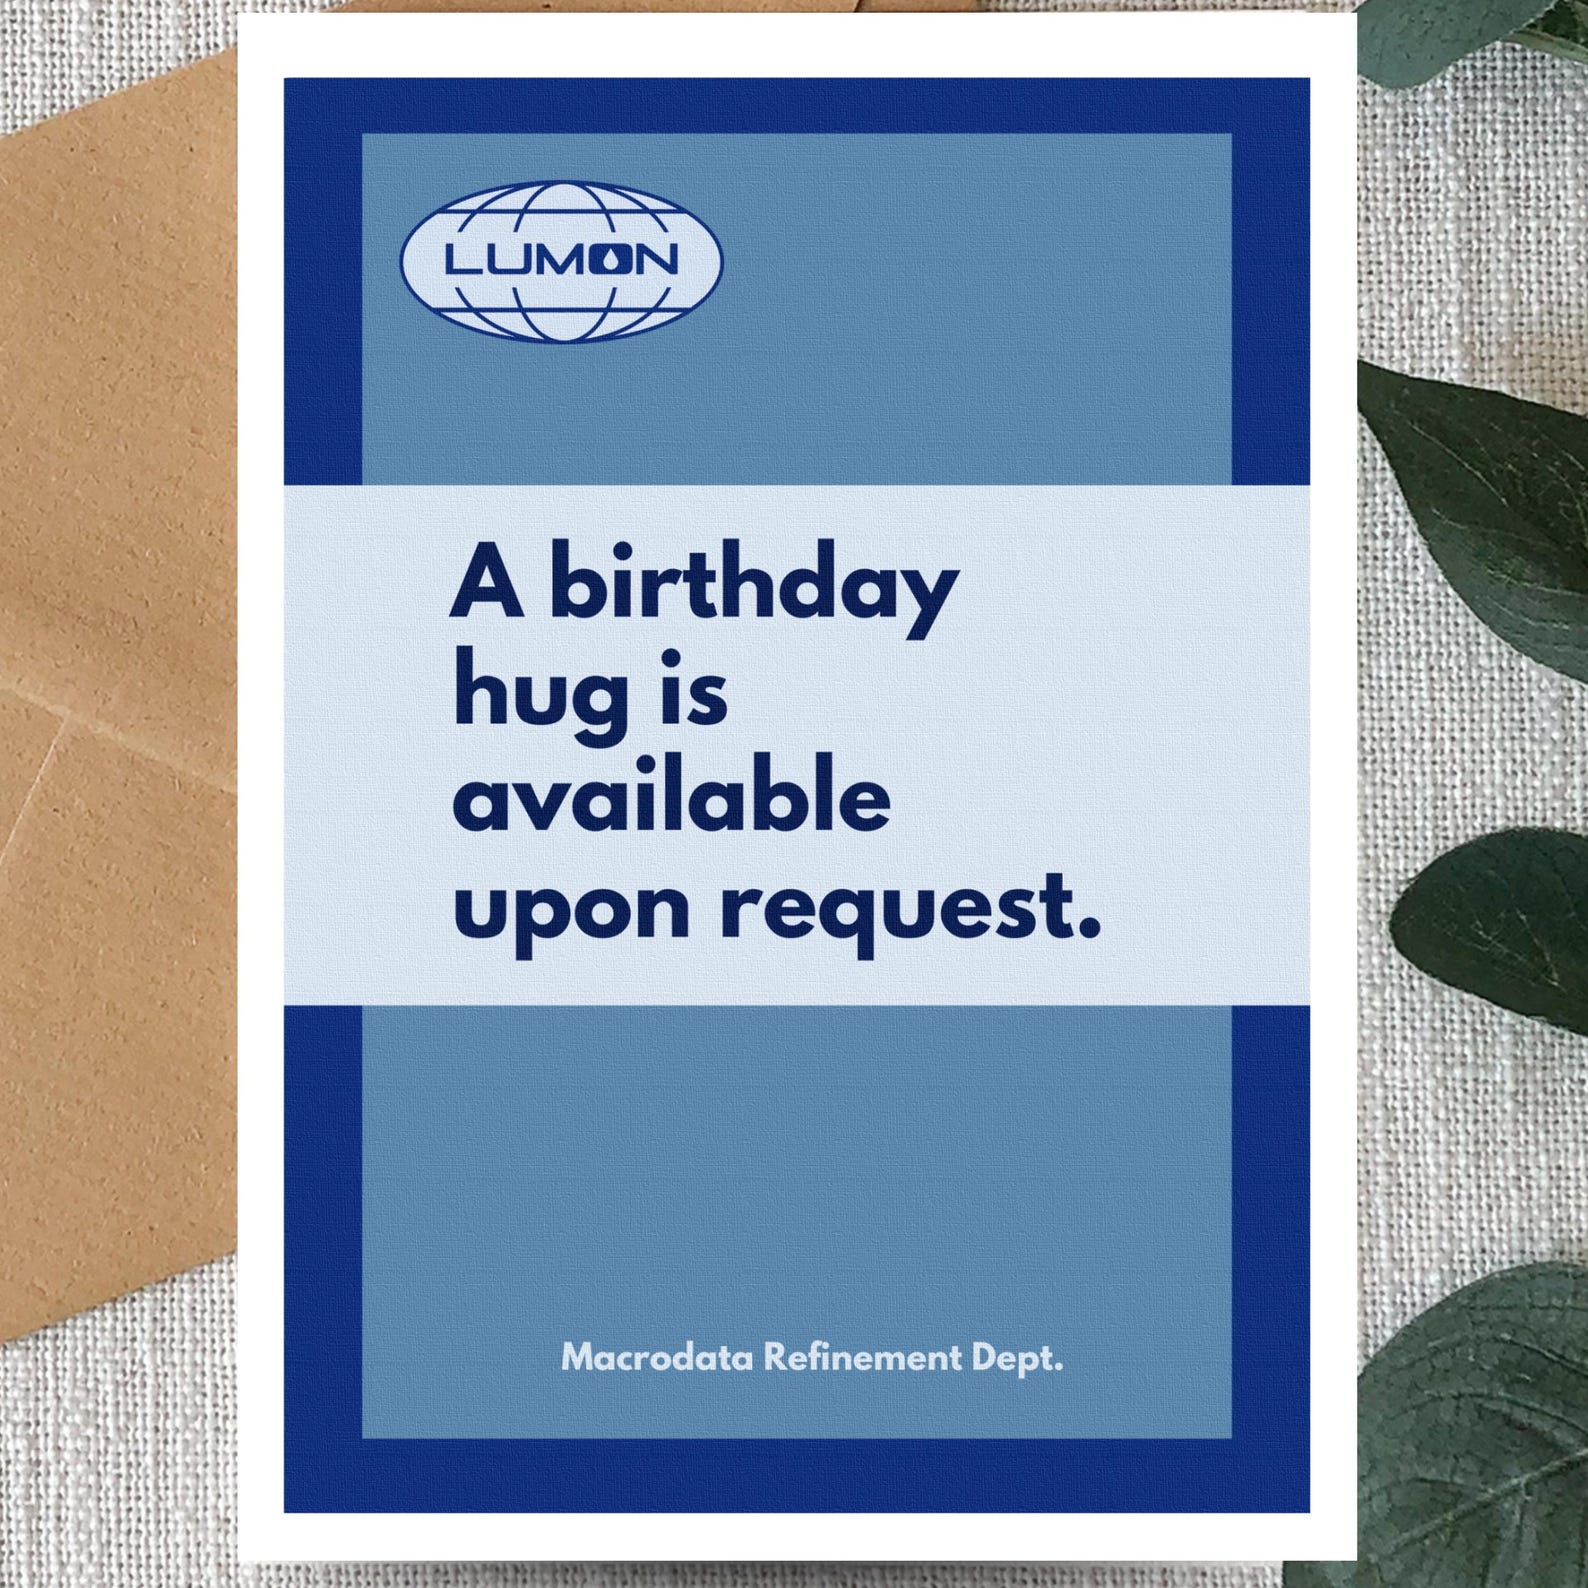 LUMON
A birthday
hug is
available
upon request.
Macrodata Refinement Dept.